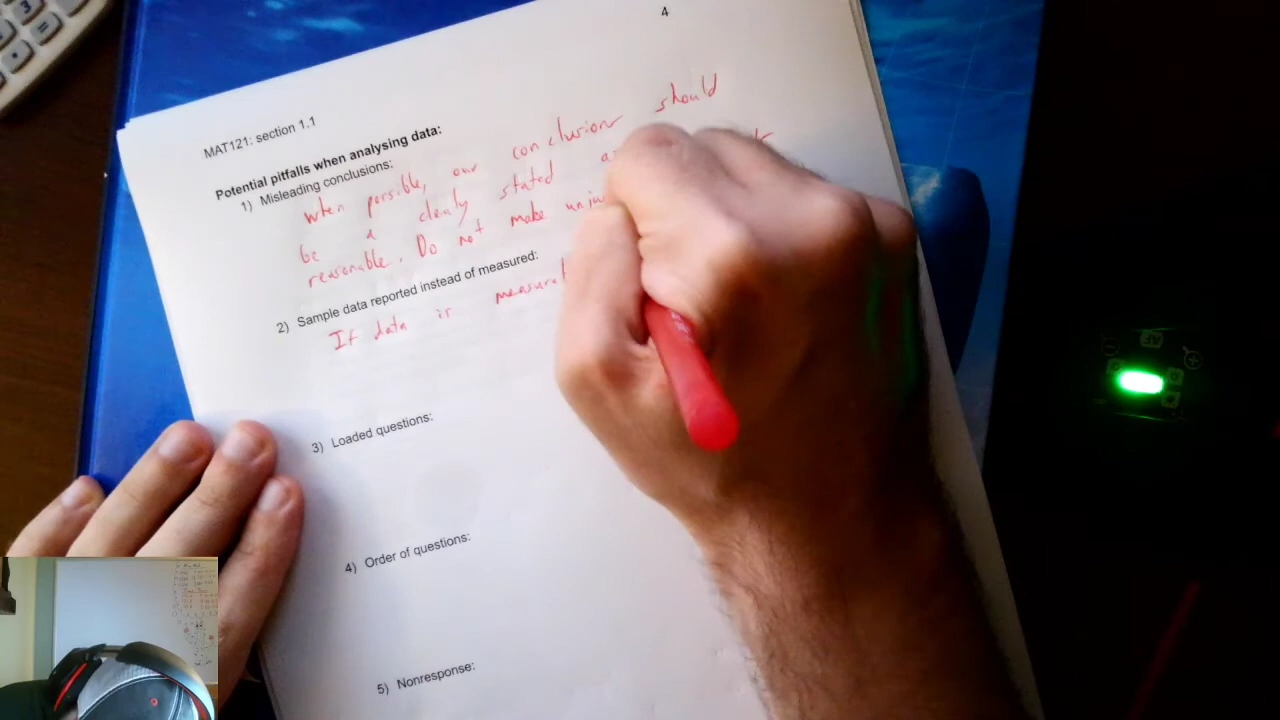 4
MAT121: section 1.1
Potential pitfalls when analysing data:
1) Misleading conclusions:
When possible, our conclusions should
be a clearly stated
reasonable. Do not make
2) Sample data reported instead of measured:
If data is
3) Loaded questions:
4) Order of questions:
5) Nonresponse: